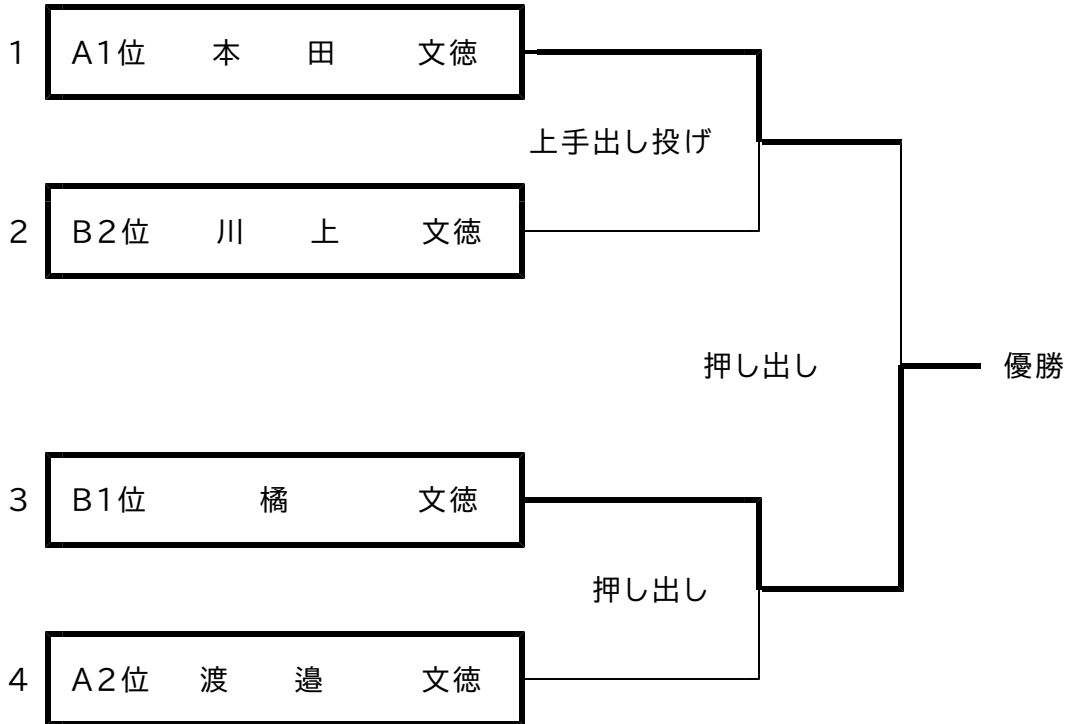 1 A1位 本 田 文徳
上手出し投げ
2 B2位 川 上 文徳
押し出し 優勝
3 B1位 橘 文徳
押し出し
4 A2位 渡 邉 文徳